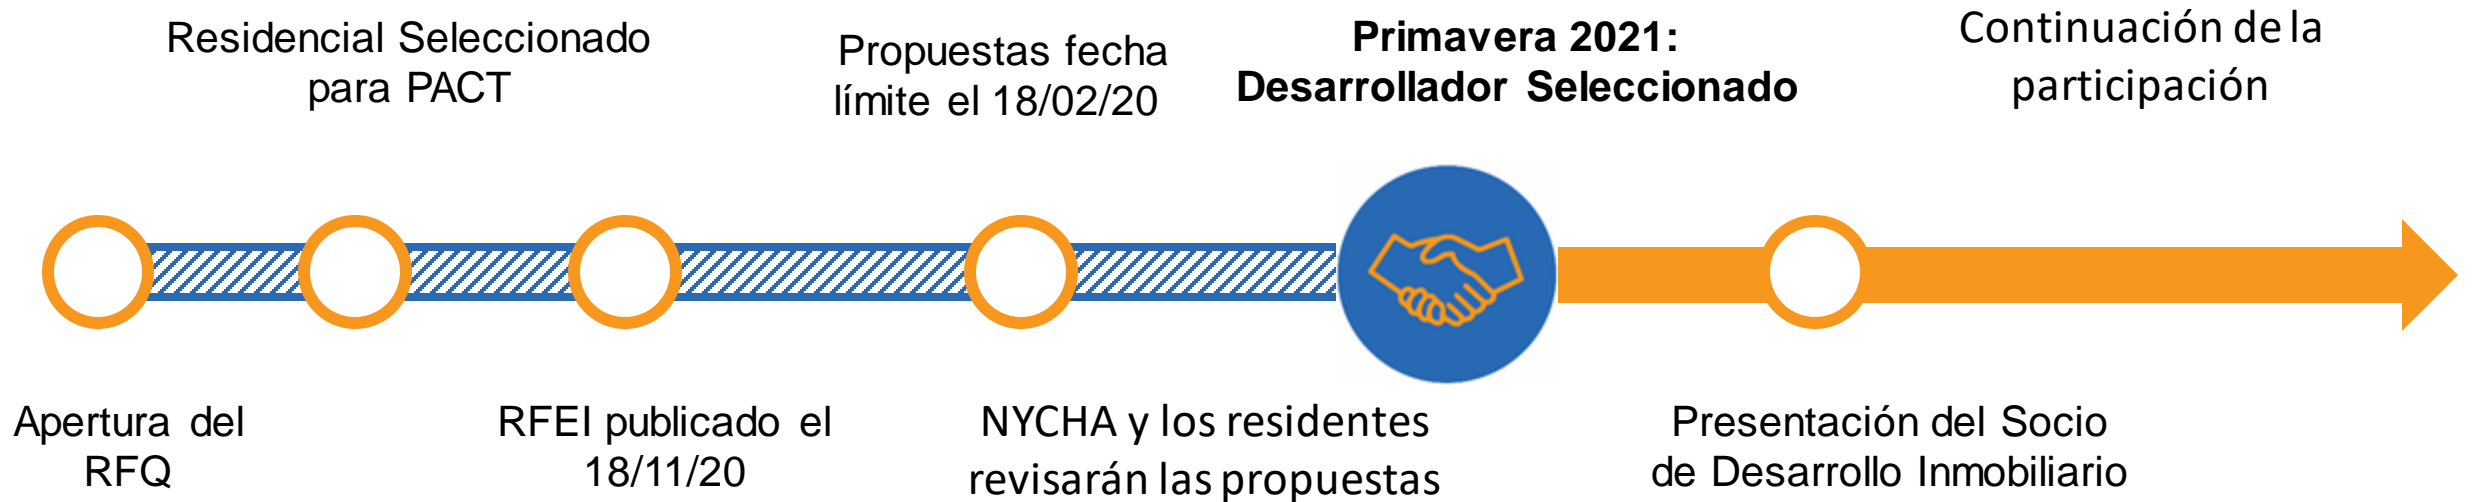 Residencial Seleccionado
para PACT
Propuestas fecha
límite el 18/02/20
Primavera 2021:
Desarrollador Seleccionado
Continuación de la
participación
Apertura del
RFQ
RFEI publicado el
18/11/20
NYCHA y los residentes
revisarán las propuestas
Presentación del Socio
de Desarrollo Inmobiliario